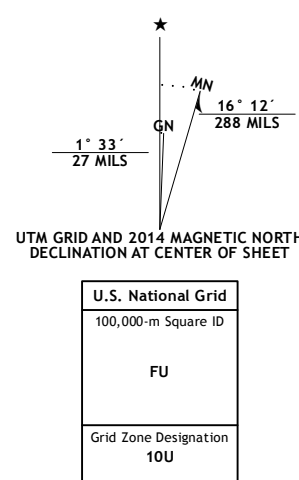 ★
MN
GN
16° 12´
288 MILS
1° 33´
27 MILS
UTM GRID AND 2014 MAGNETIC NORTH
DECLINATION AT CENTER OF SHEET
U.S. National Grid
100,000-m Square ID
FU
Grid Zone Designation
10U